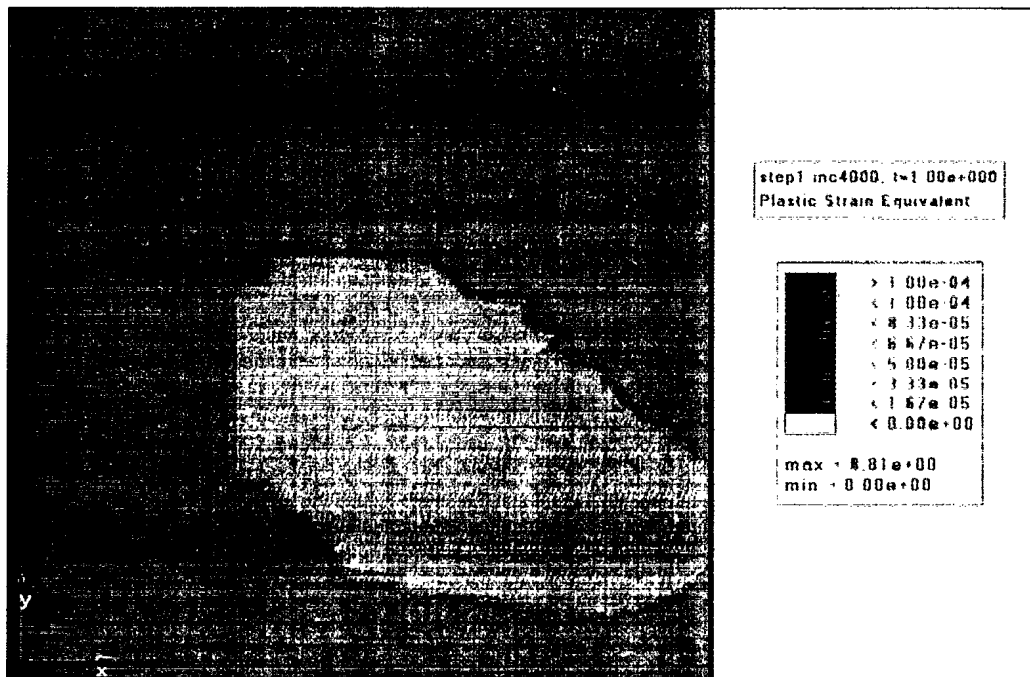 step1 inc4000, t=1.00e+000
Plastic Strain Equivalent
> 1.00e-04
< 1.00e-04
< 8.33e-05
< 6.67e-05
< 5.00e-05
< 3.33e-05
< 1.67e-05
< 0.00e+00
max = 8.81e+00
min = 0.00e+00
y
x